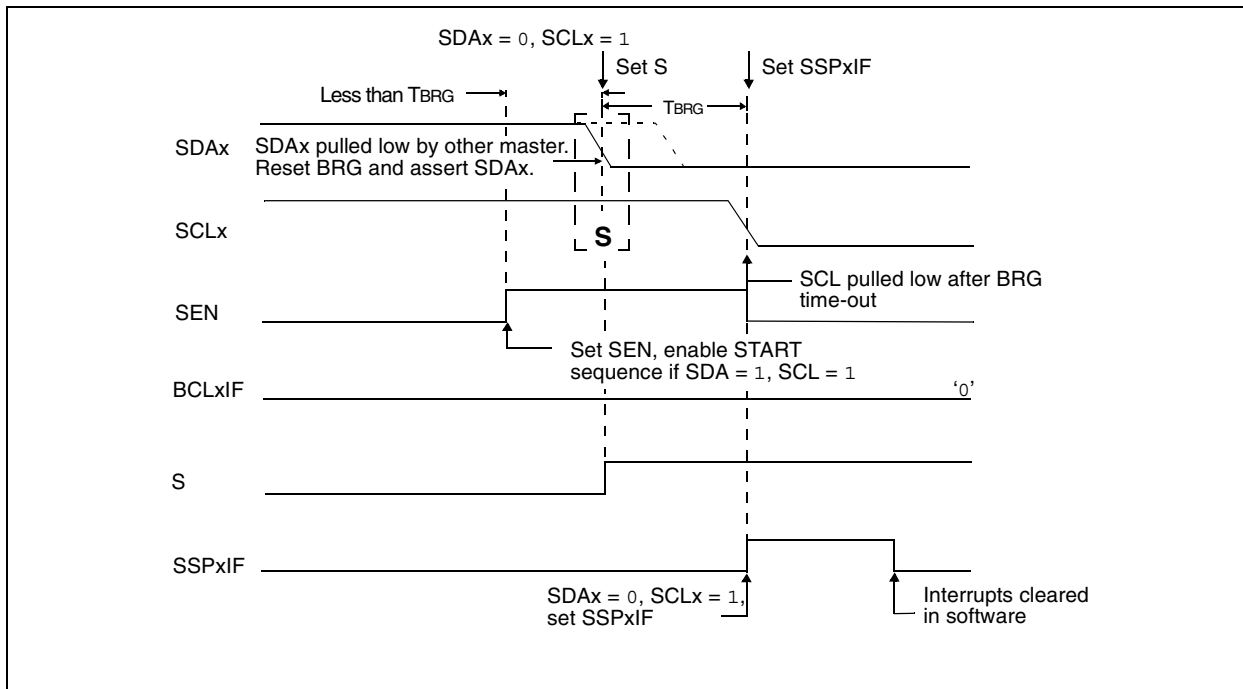 SDAx = 0, SCLx = 1
Set S
Set SSPxIF
Less than TBRG
TBRG
SDAx
SDAx pulled low by other master.
Reset BRG and assert SDAx.
SCLx
S
SEN
SCL pulled low after BRG
time-out
Set SEN, enable START
sequence if SDA = 1, SCL = 1
BCLxIF
‘0’
S
SSPxIF
SDAx = 0, SCLx = 1,
set SSPxIF
Interrupts cleared
in software